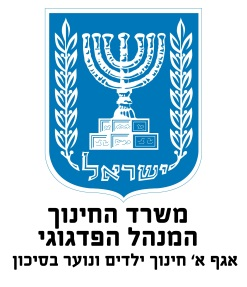 ישראל
משרד החינוך
המנהל הפדגוגי
אגף א׳ חינוך ילדים ונוער בסיכון